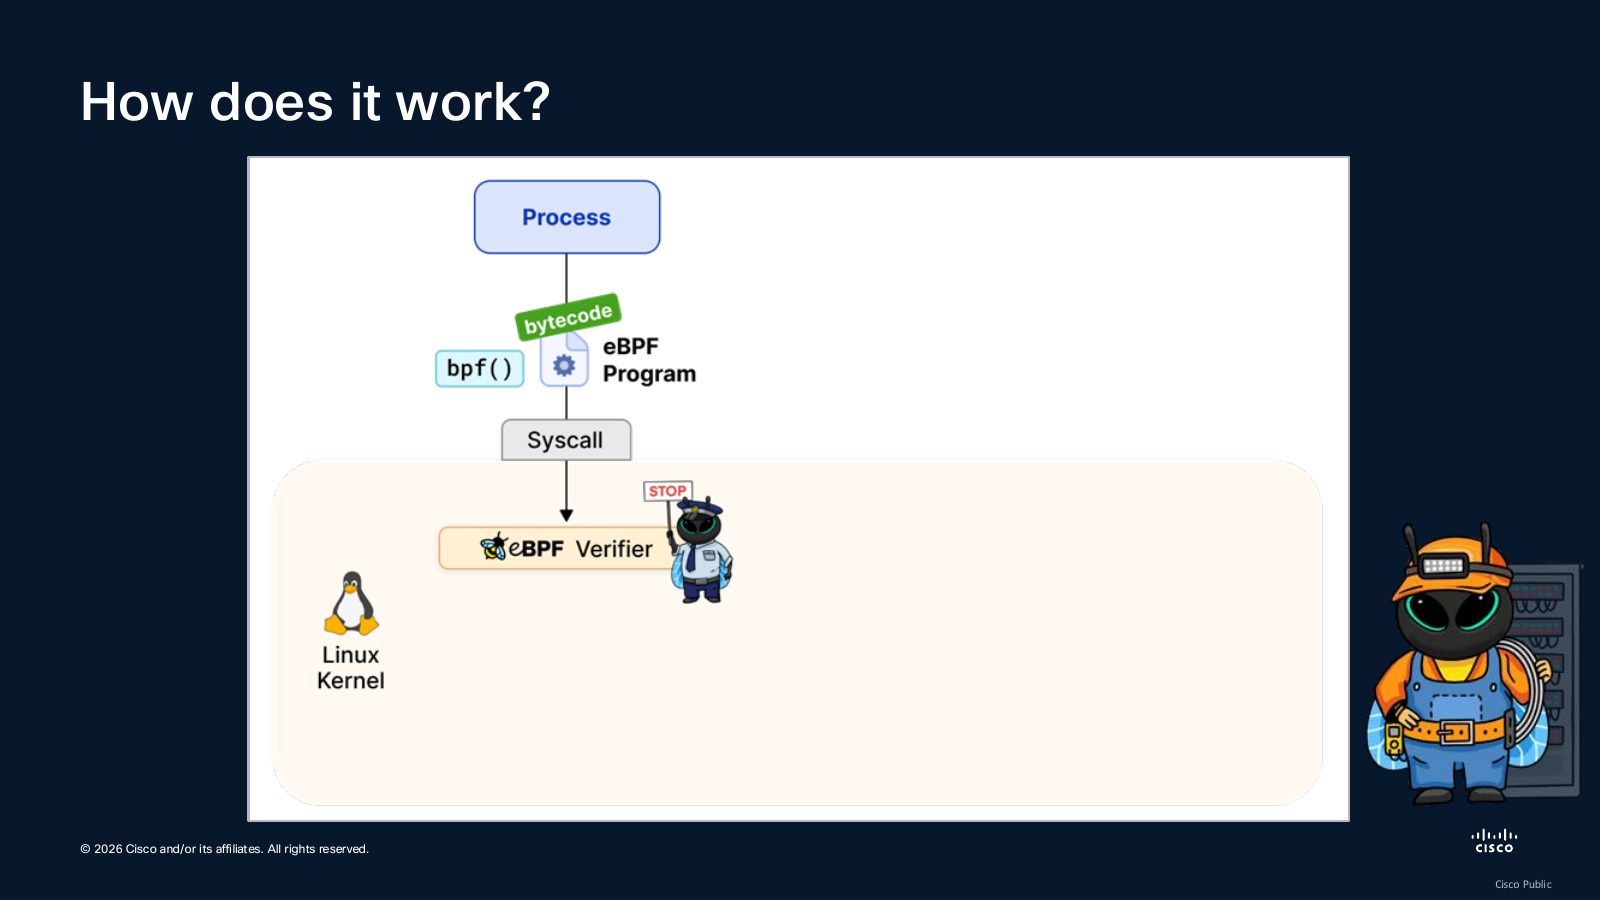 How does it work?
Process
bytecode
bpf()
eBPF
Program
Syscall
STOP
eBPF Verifier
Linux
Kernel
© 2026 Cisco and/or its affiliates. All rights reserved.
CISCO
Cisco Public